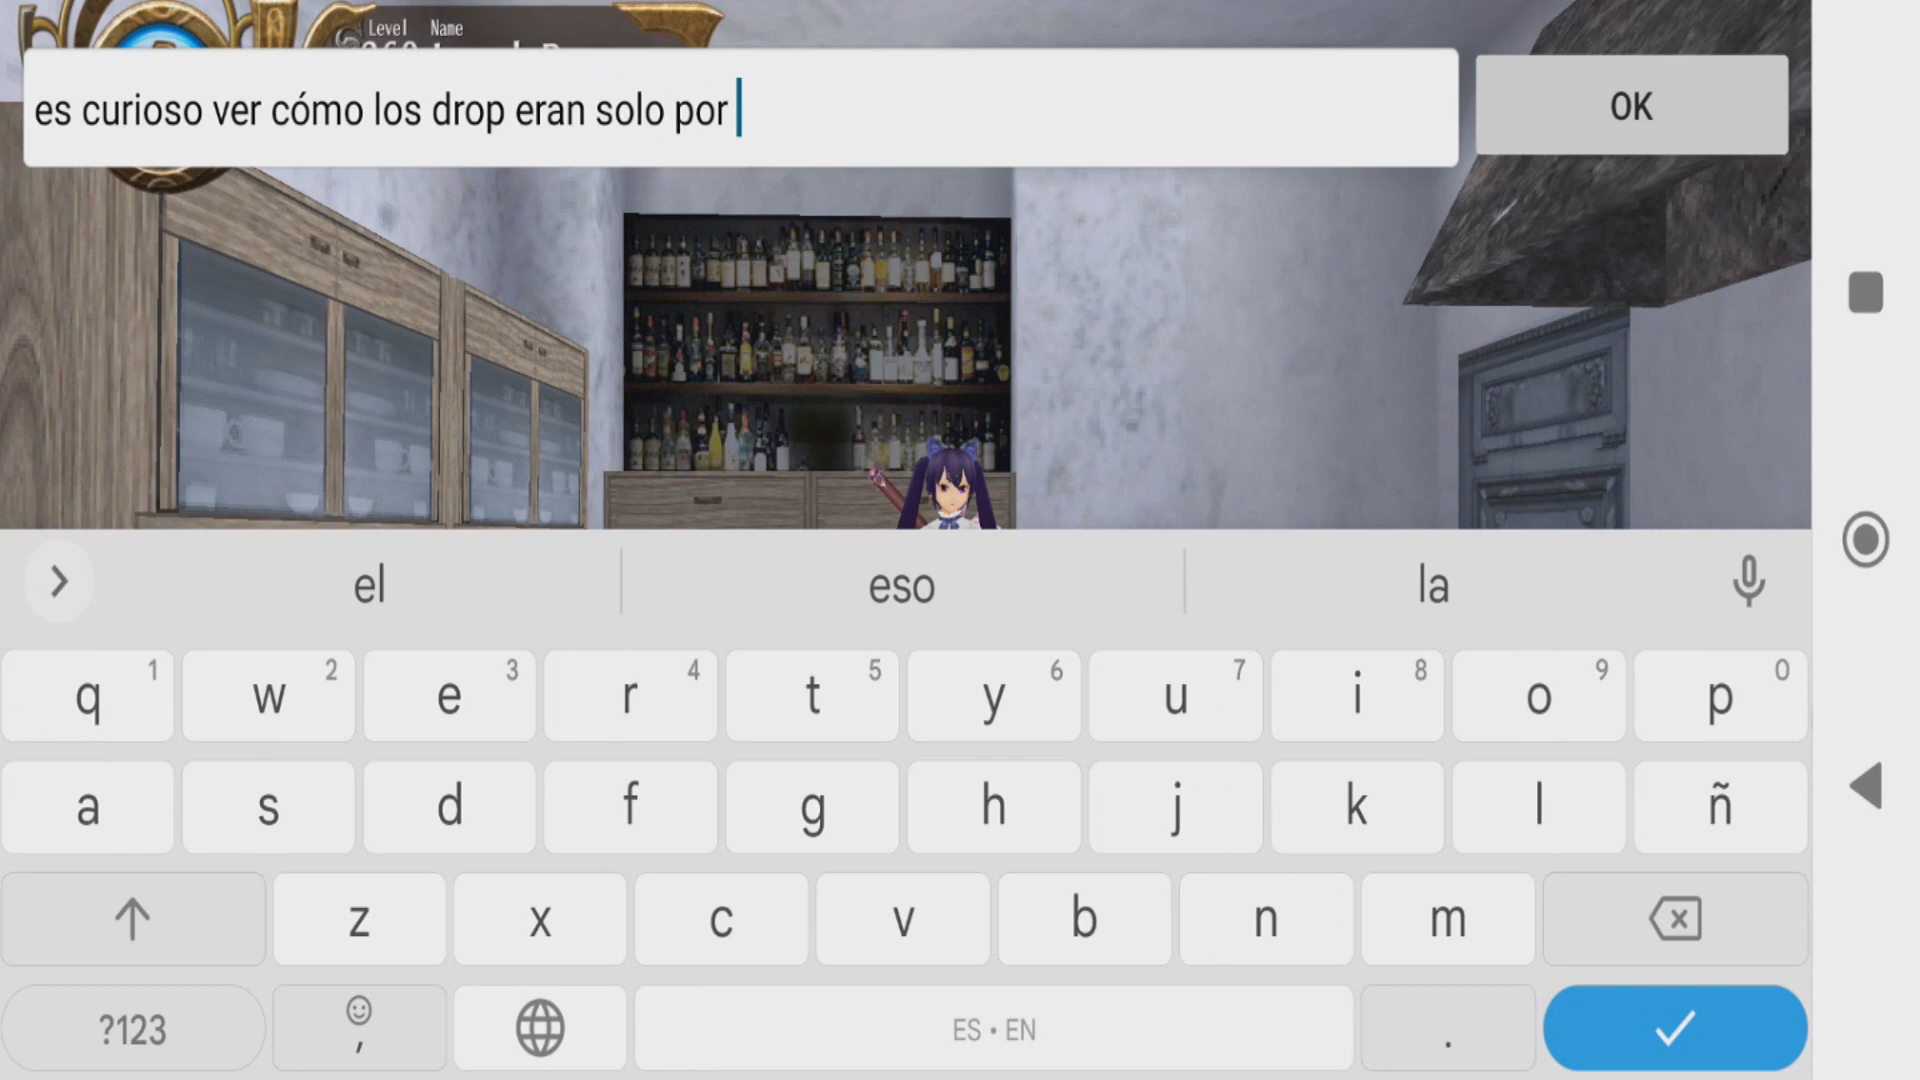 Level Name
es curioso ver cómo los drop eran solo por
OK
el eso la
q 1 w 2 e 3 r 4 t 5 y 6 u 7 i 8 o 9 p 0
a s d f g h j k l ñ
z x c v b n m
?123 , ES • EN .